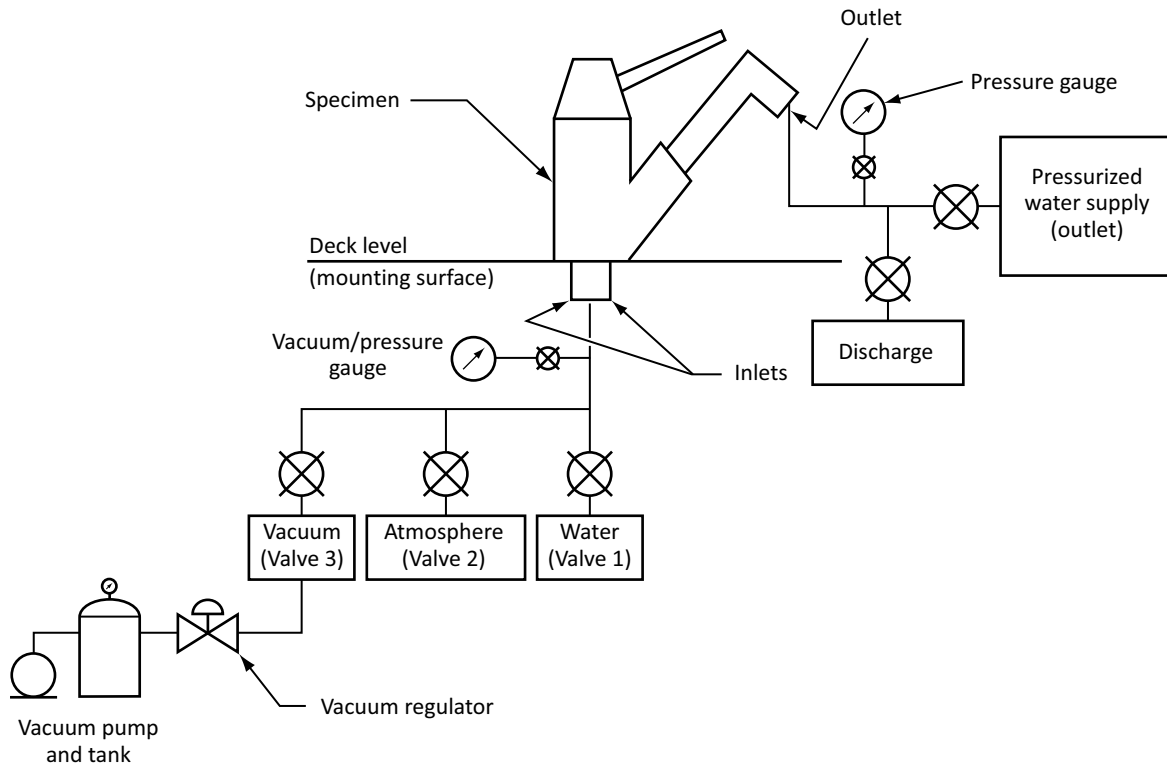 Outlet
Pressure gauge
Specimen
Pressurized
water supply
(outlet)
Deck level
(mounting surface)
Vacuum/pressure
gauge
Discharge
Inlets
Vacuum
(Valve 3)
Atmosphere
(Valve 2)
Water
(Valve 1)
Vacuum regulator
Vacuum pump
and tank